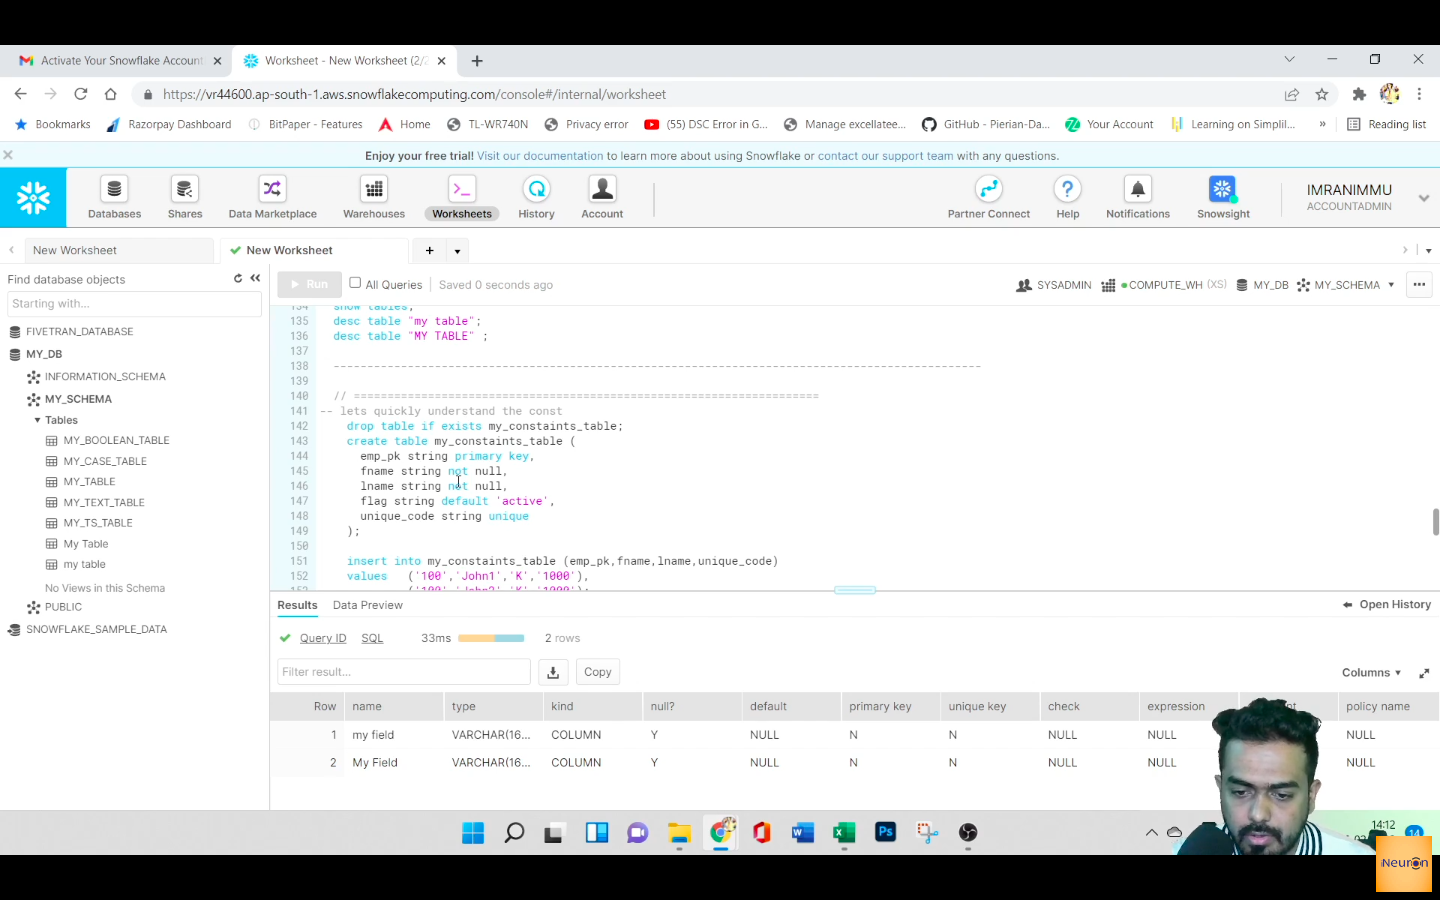 Activate Your Snowflake Account
Worksheet - New Worksheet (2/2
https://vr44600.ap-south-1.aws.snowflakecomputing.com/console#/internal/worksheet
Bookmarks
Razorpay Dashboard
BitPaper - Features
Home
TL-WR740N
Privacy error
(55) DSC Error in G...
Manage excellatee...
GitHub - Pierian-Da...
Your Account
Learning on Simplil...
»
Reading list
Enjoy your free trial! Visit our documentation to learn more about using Snowflake or contact our support team with any questions.
Databases
Shares
Data Marketplace
Warehouses
Worksheets
History
Account
Partner Connect
Help
Notifications
Snowsight
IMRANIMMU
ACCOUNTADMIN
New Worksheet
New Worksheet
Find database objects
Starting with...
FIVETRAN_DATABASE
MY_DB
INFORMATION_SCHEMA
MY_SCHEMA
Tables
MY_BOOLEAN_TABLE
MY_CASE_TABLE
MY_TABLE
MY_TEXT_TABLE
MY_TS_TABLE
My Table
my table
No Views in this Schema
PUBLIC
SNOWFLAKE_SAMPLE_DATA
Run
All Queries
Saved 0 seconds ago
SYSADMIN
COMPUTE_WH (XS)
MY_DB
MY_SCHEMA
134 show tables;
135 desc table "my table";
136 desc table "MY TABLE" ;
137
138 ------------------------------------------------------------------------------------------------
139
140 // =====================================================================
141 -- lets quickly understand the const
142 drop table if exists my_constaints_table;
143 create table my_constaints_table (
144 emp_pk string primary key,
145 fname string not null,
146 lname string not null,
147 flag string default 'active',
148 unique_code string unique
149 );
150
151 insert into my_constaints_table (emp_pk,fname,lname,unique_code)
152 values ('100','John1','K','1000'),
153 ('100','John2','K','1000');
Results
Data Preview
Open History
Query ID
SQL
33ms
2 rows
Filter result...
Copy
Columns
Row name type kind null? default primary key unique key check expression policy name
1 my field VARCHAR(16... COLUMN Y NULL N N NULL NULL NULL
2 My Field VARCHAR(16... COLUMN Y NULL N N NULL NULL NULL
14:12
14
Neuron